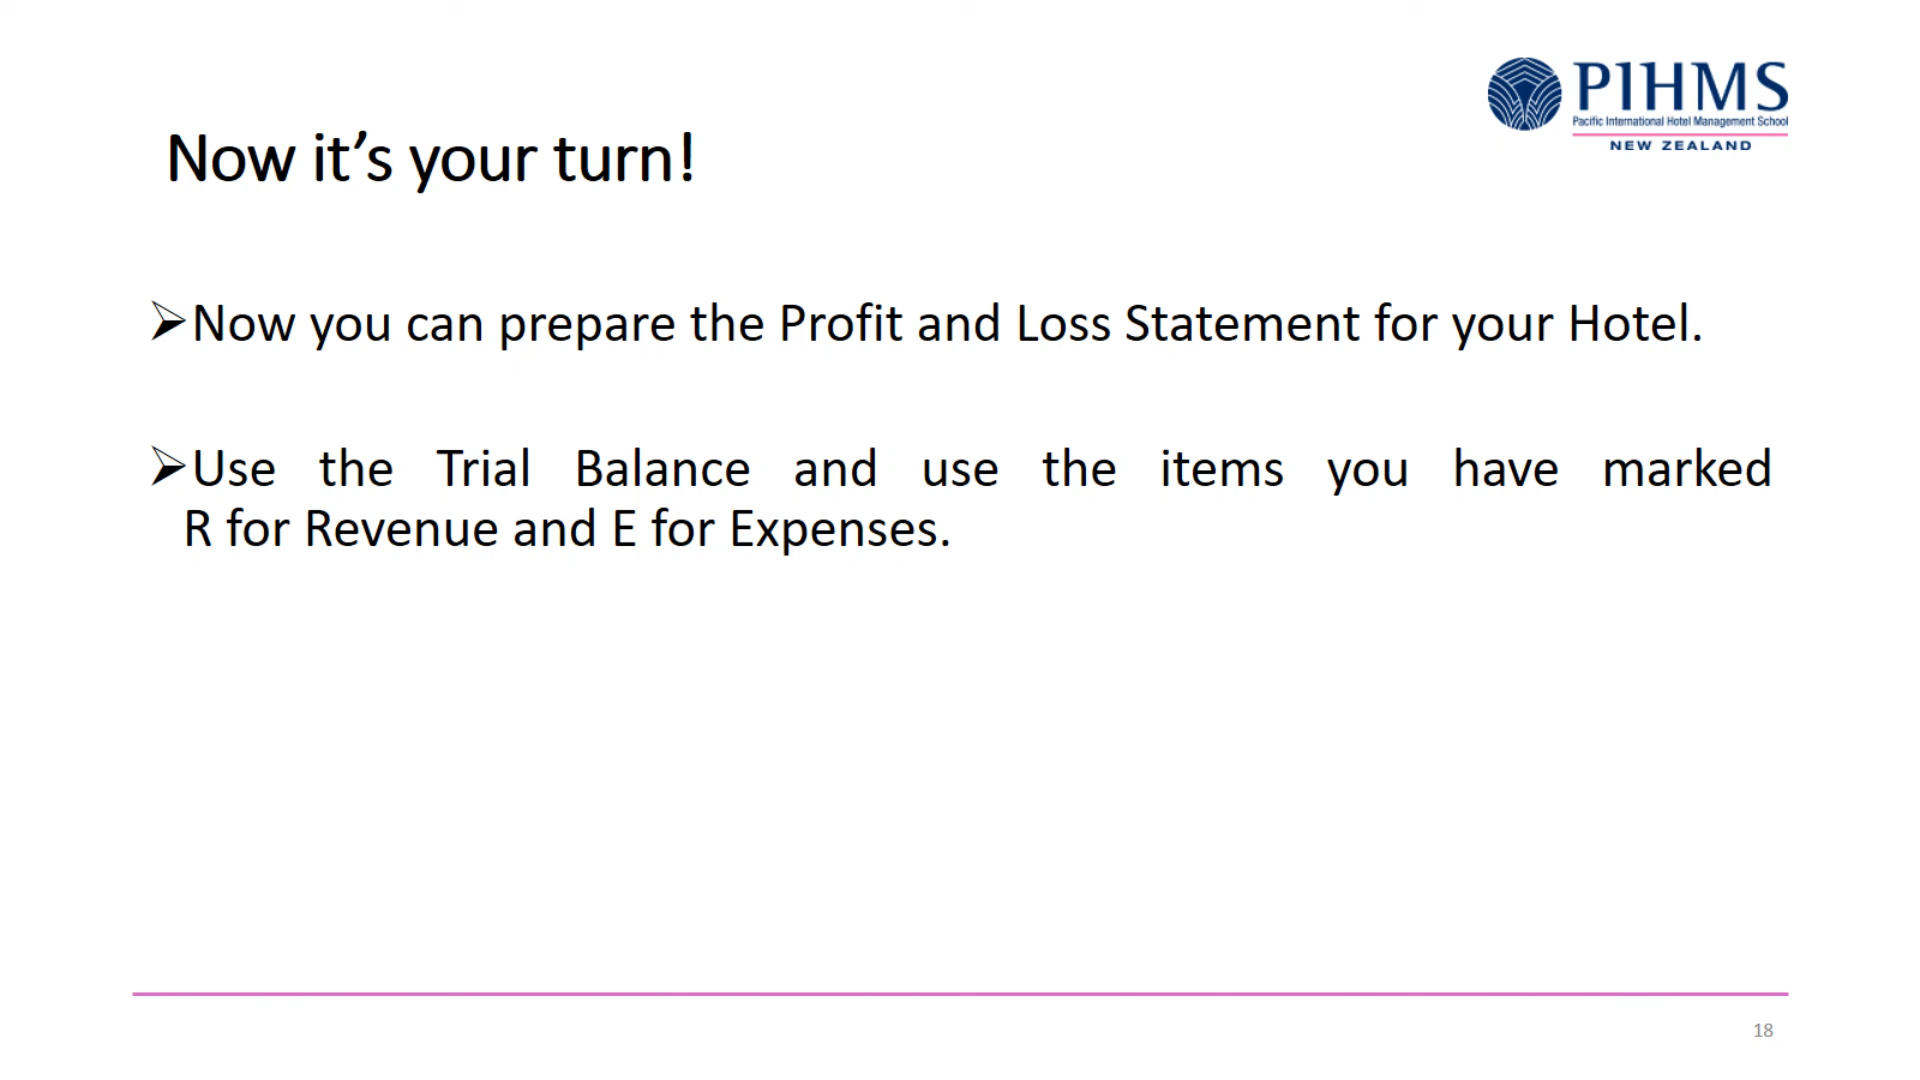 PIHMS
Pacific International Hotel Management School
NEW ZEALAND
Now it’s your turn!
➢Now you can prepare the Profit and Loss Statement for your Hotel.
➢Use the Trial Balance and use the items you have marked
R for Revenue and E for Expenses.
18